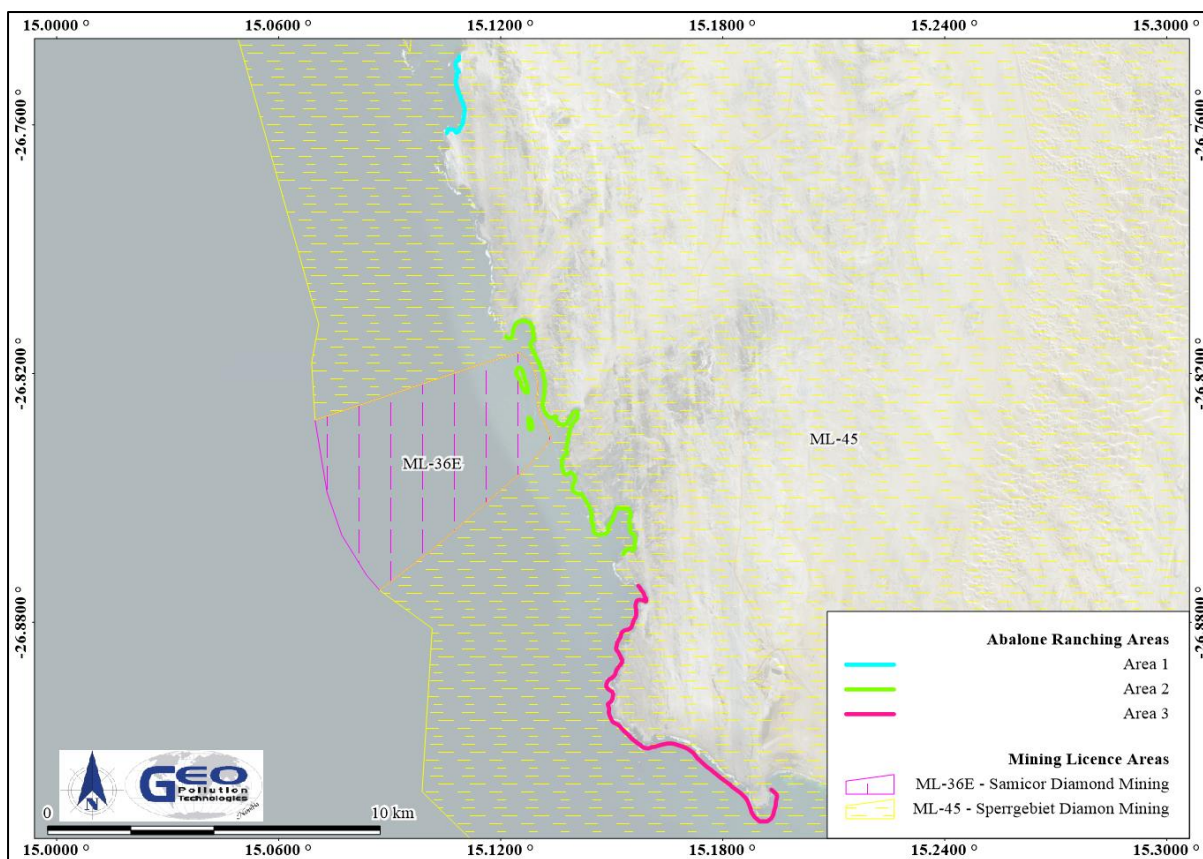 15.0000 ° 15.0600 ° 15.1200 ° 15.1800 ° 15.2400 ° 15.3000 °
-26.7600 ° -26.7600 °
-26.8200 ° -26.8200 °
ML-45
ML-36E
-26.8800 ° -26.8800 °
Abalone Ranching Areas
Area 1
Area 2
Area 3
Mining Licence Areas
ML-36E - Samicor Diamond Mining
ML-45 - Sperrgebiet Diamon Mining
N
GEO
Pollution
Technologies
0 10 km
15.0000 ° 15.0600 ° 15.1200 ° 15.1800 ° 15.2400 ° 15.3000 °